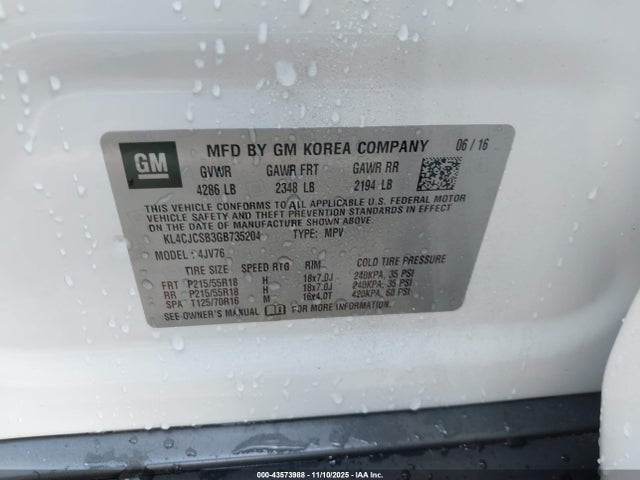 GM
MFD BY GM KOREA COMPANY 06 / 16
GVWR GAWR FRT GAWR RR
4286 LB 2348 LB 2194 LB
THIS VEHICLE CONFORMS TO ALL APPLICABLE U.S. FEDERAL MOTOR
VEHICLE SAFETY AND THEFT PREVENTION STANDARDS IN EFFECT ON
THE DATE OF MANUFACTURE SHOWN ABOVE.
KL4CJCSB3GB735204 TYPE: MPV
MODEL: 4JV76
TIRE SIZE SPEED RTG RIM COLD TIRE PRESSURE
FRT P215/55R18 H 18x7.0J 240KPA, 35 PSI
RR P215/55R18 H 18x7.0J 240KPA, 35 PSI
SPA T125/70R16 M 16x4.0T 420KPA, 60 PSI
SEE OWNER'S MANUAL FOR MORE INFORMATION.
000-43573988 - 11/10/2025 - IAA Inc.